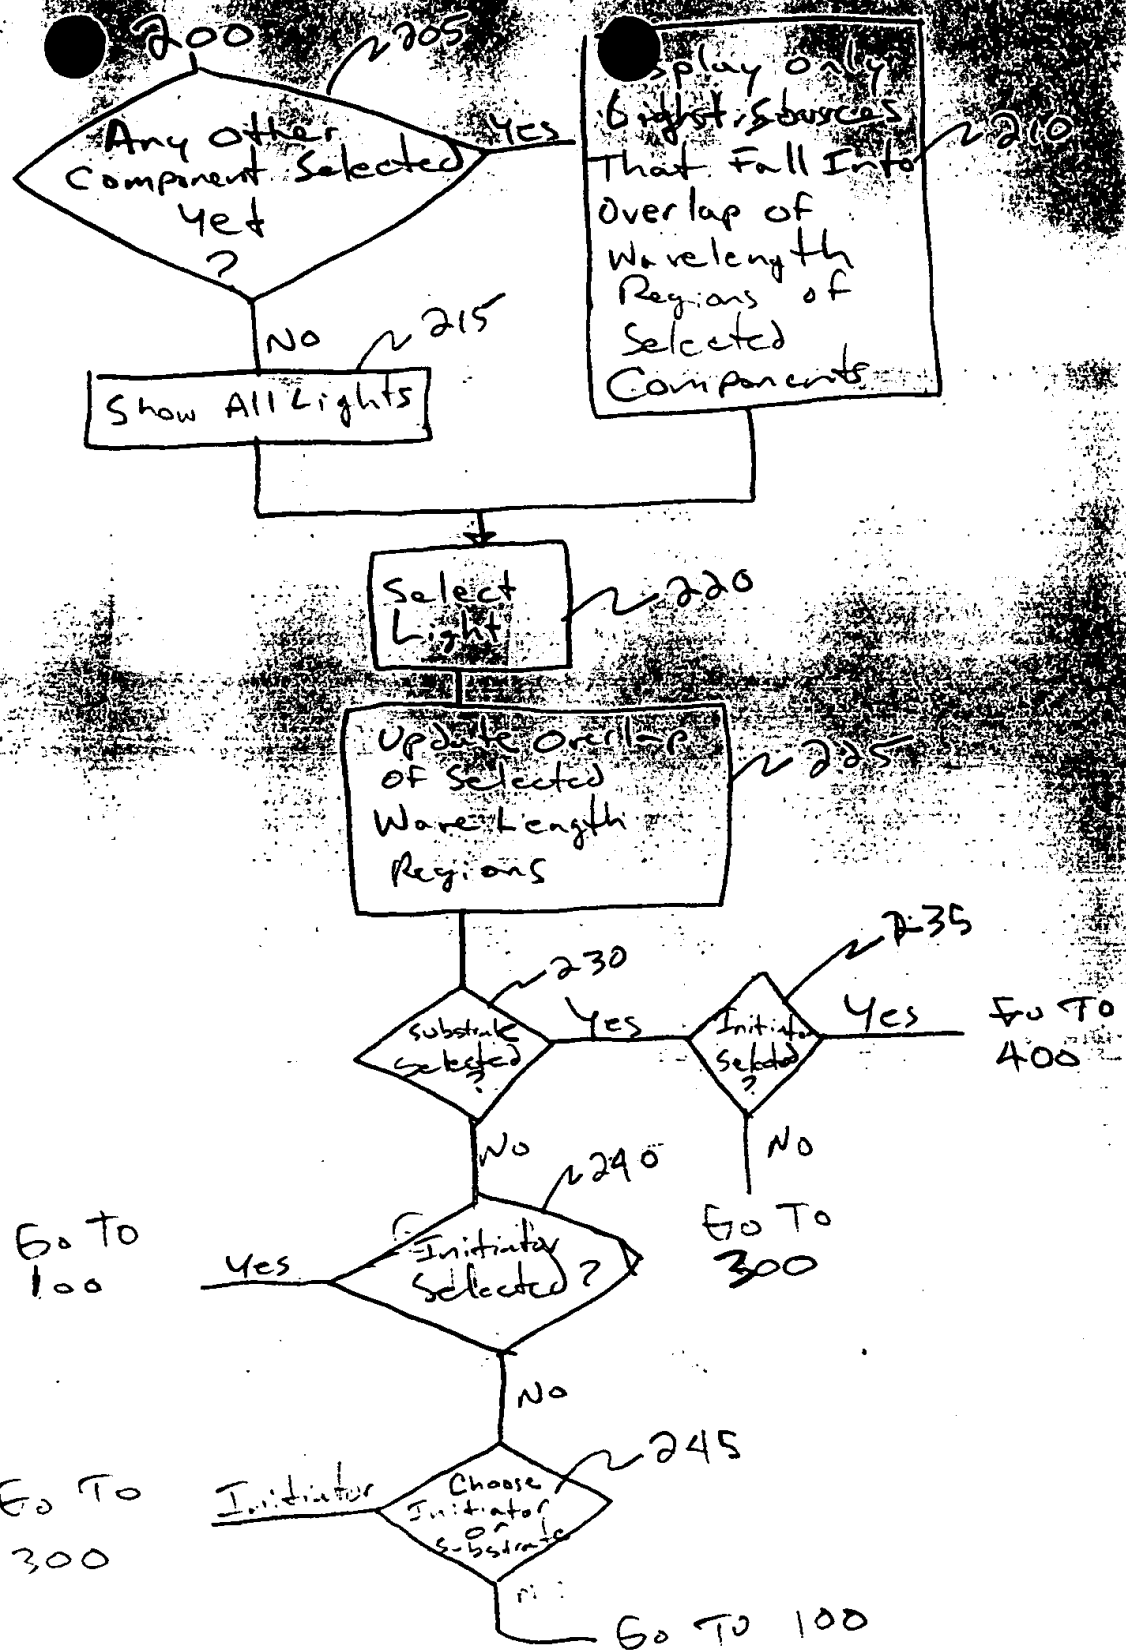 200
205
Any Other
Component Selected
Yet
?
Yes
only
Light Sources
That Fall Into
Overlap of
Wavelength
Regions of
Selected
Components
210
No
215
Show All Lights
Select
Light
220
Update Overlap
Of Selected
Wave Length
Regions
225
230
Substrate
Selected
?
Yes
235
Initiator
Selected
?
Yes
Go To
400
No
Go To
300
No
240
Initiator
Selected ?
Yes
Go To
100
No
245
Choose
Initiator
or
Substrate
Initiator
Go To
300
Go To 100